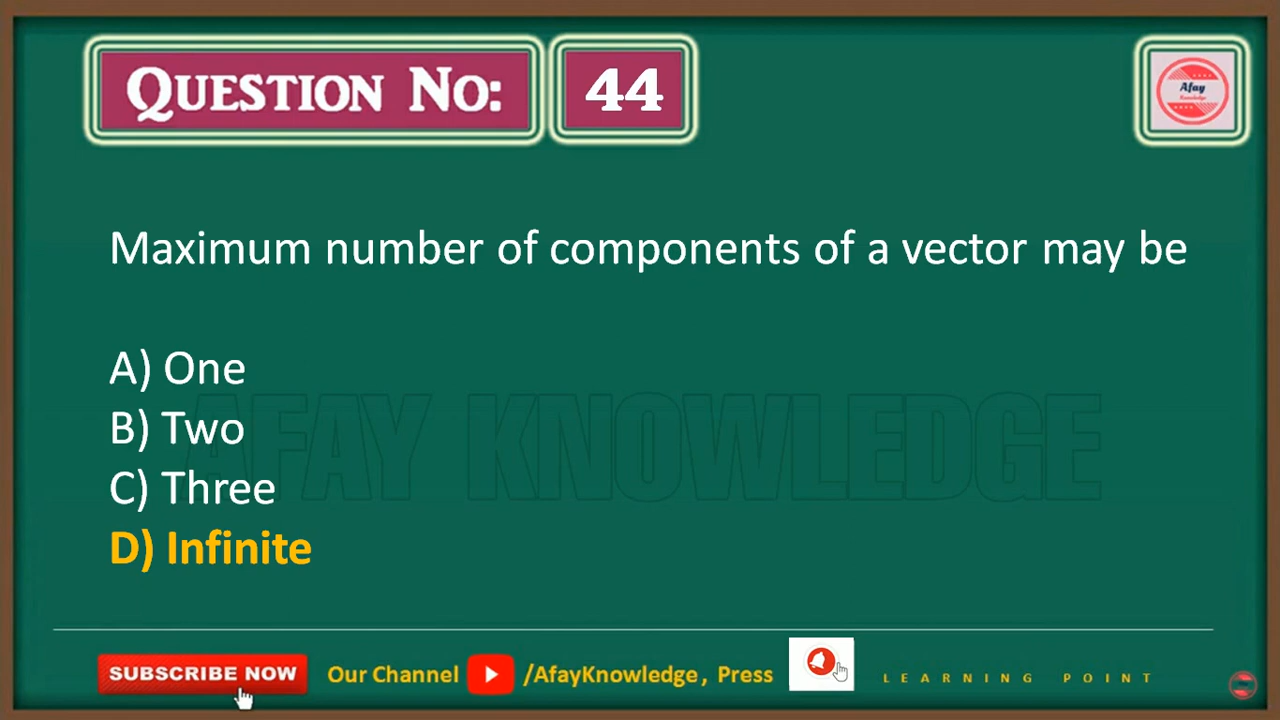 QUESTION NO: 44
Afay
Knowledge
Maximum number of components of a vector may be
A) One
B) Two
C) Three
D) Infinite
AFAY KNOWLEDGE
SUBSCRIBE NOW Our Channel /AfayKnowledge, Press LEARNING POINT